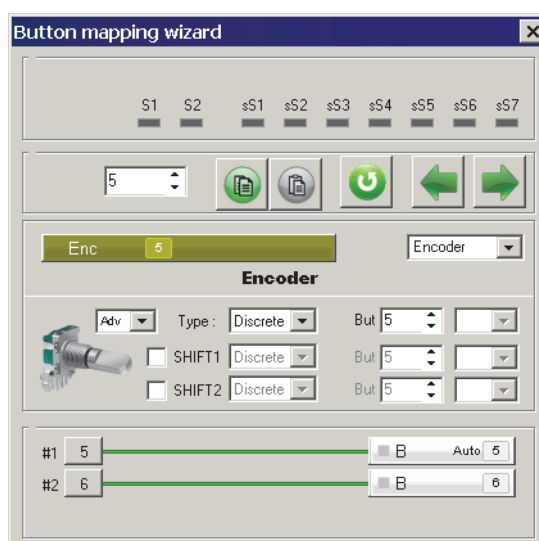 Button mapping wizard
S1 S2 sS1 sS2 sS3 sS4 sS5 sS6 sS7
5
Enc 5 Encoder
Encoder
Adv Type : Discrete But 5
SHIFT1 Discrete But 5
SHIFT2 Discrete But 5
#1 5 B Auto 5
#2 6 B 6